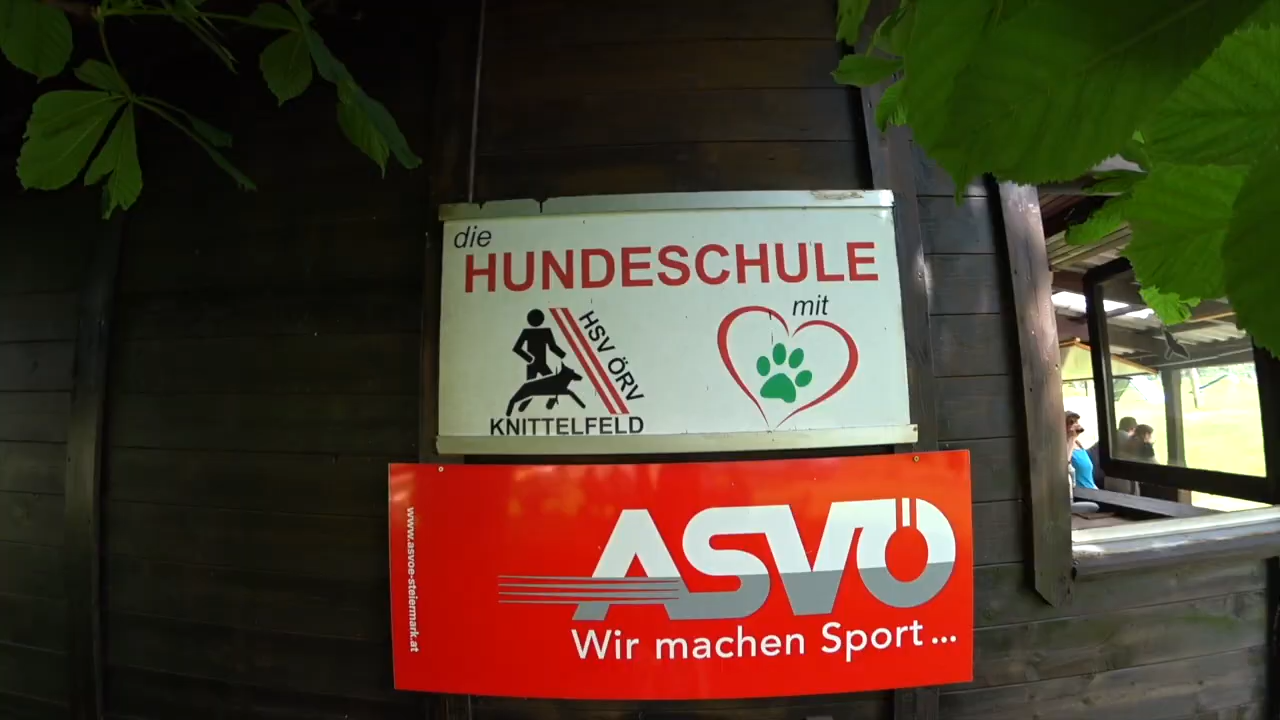 die
HUNDESCHULE
mit
HSV ÖRV
KNITTELFELD
ASVÖ
Wir machen Sport...
www.asvoe-steiermark.at